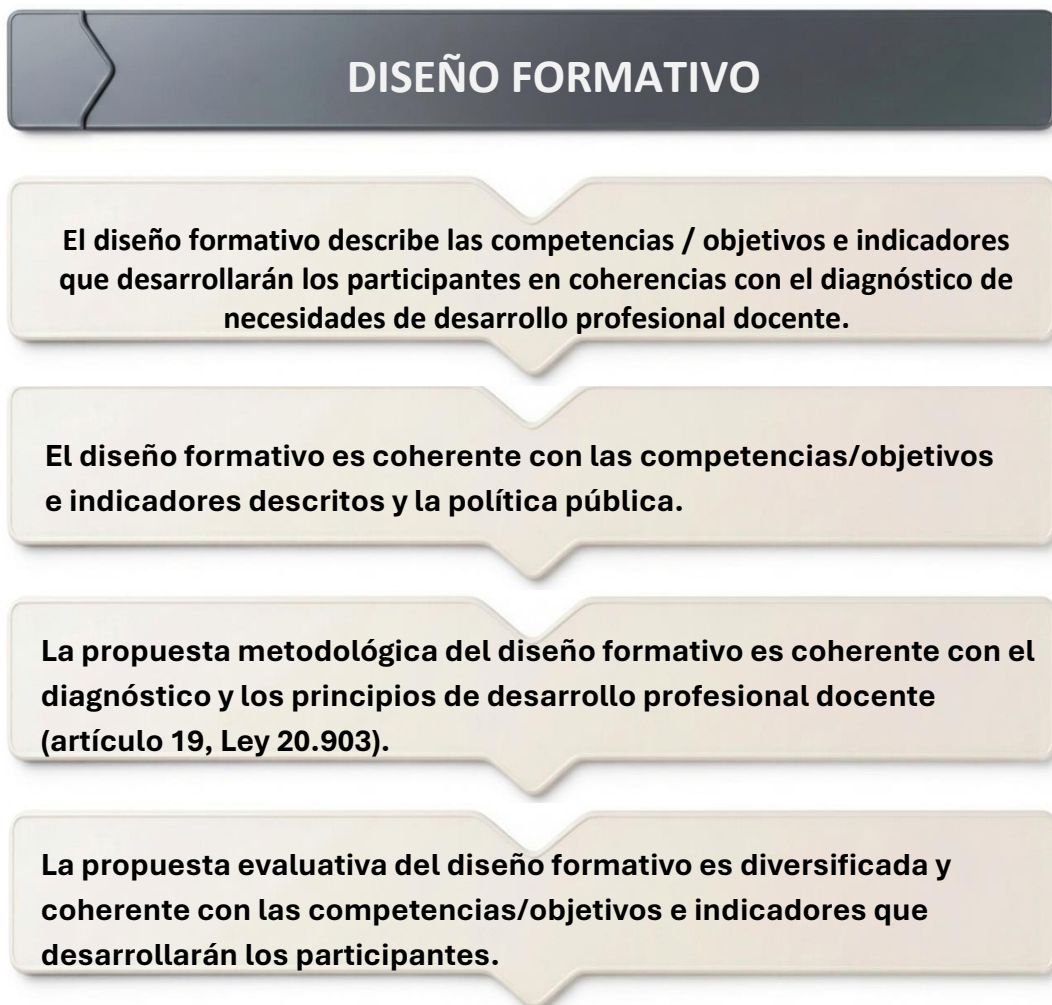 DISEÑO FORMATIVO
El diseño formativo describe las competencias / objetivos e indicadores
que desarrollarán los participantes en coherencias con el diagnóstico de
necesidades de desarrollo profesional docente.
El diseño formativo es coherente con las competencias/objetivos
e indicadores descritos y la política pública.
La propuesta metodológica del diseño formativo es coherente con el
diagnóstico y los principios de desarrollo profesional docente
(artículo 19, Ley 20.903).
La propuesta evaluativa del diseño formativo es diversificada y
coherente con las competencias/objetivos e indicadores que
desarrollarán los participantes.